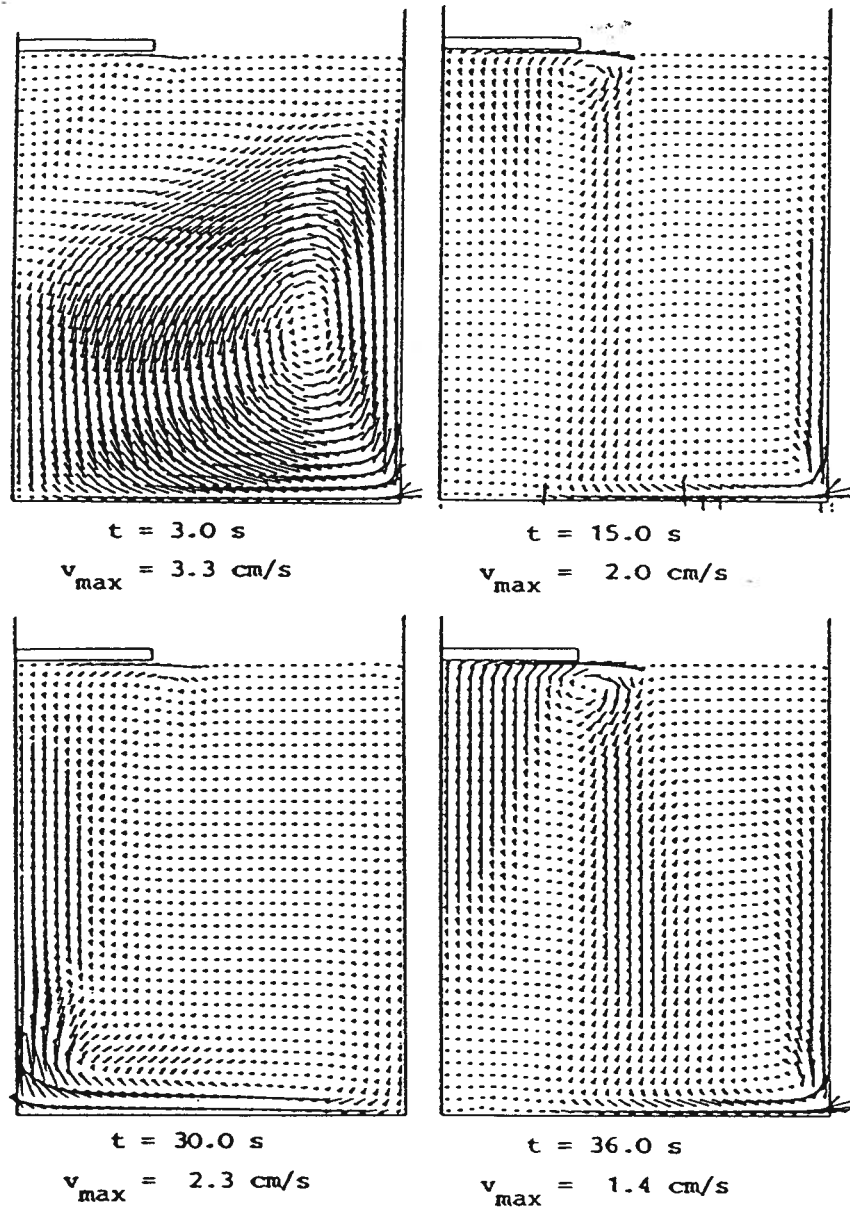 t = 3.0 s
v_max = 3.3 cm/s
t = 15.0 s
v_max = 2.0 cm/s
t = 30.0 s
v_max = 2.3 cm/s
t = 36.0 s
v_max = 1.4 cm/s